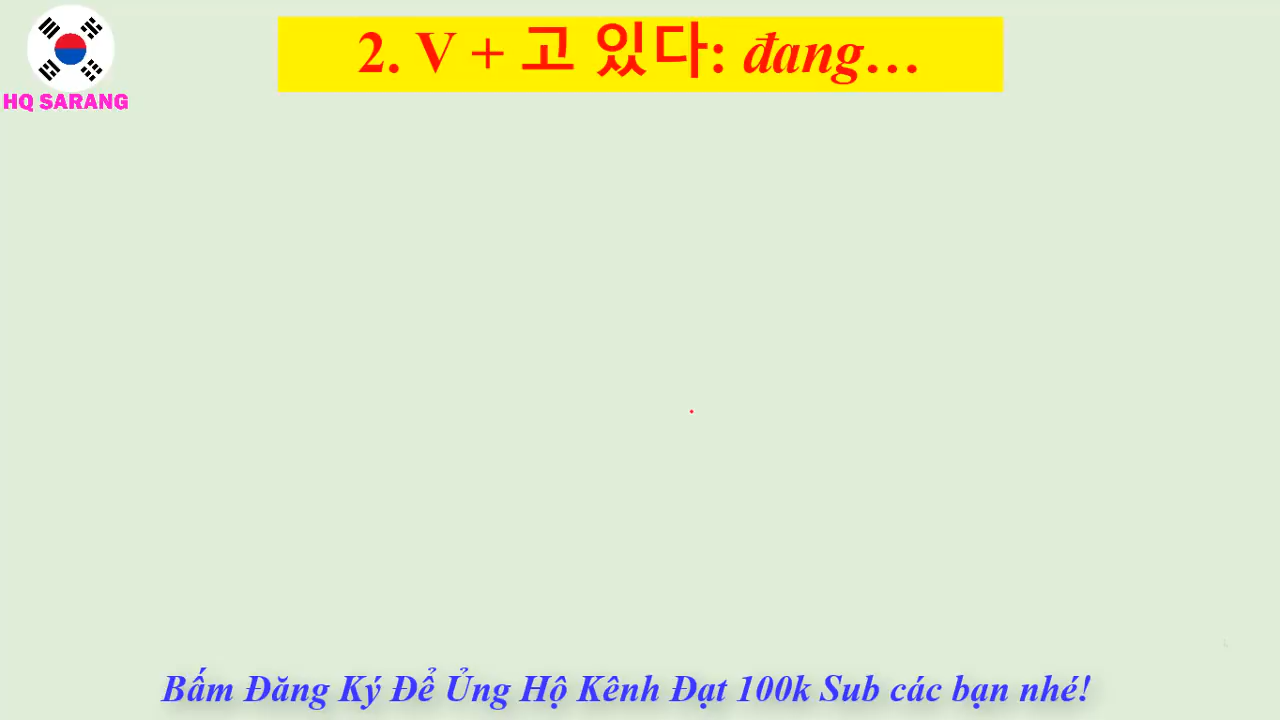 2. V + 고 있다: đang…
HQ SARANG
Bấm Đăng Ký Để Ủng Hộ Kênh Đạt 100k Sub các bạn nhé!